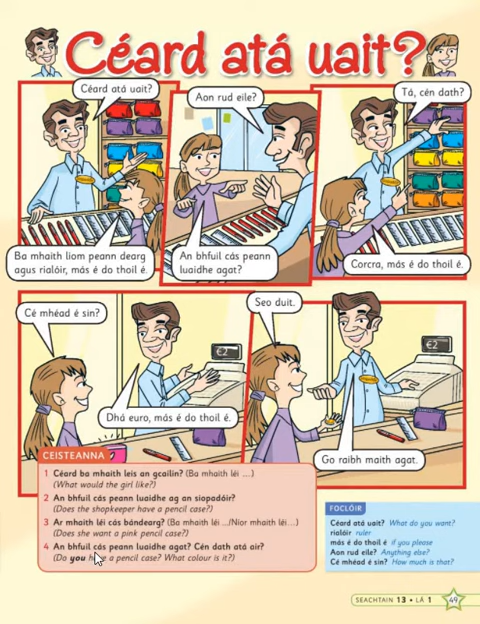 Céard atá uait?
Céard atá uait?
Ba mhaith liom peann dearg
agus rialóir, más é do thoil é.
Aon rud eile?
An bhfuil cás peann
luaidhe agat?
Tá, cén dath?
Corcra, más é do thoil é.
Cé mhéad é sin?
€2
Dhá euro, más é do thoil é.
Seo duit.
€2
Go raibh maith agat.
CEISTEANNA
1 Céard ba mhaith leis an gcailín? (Ba mhaith léi ....)
(What would the girl like?)
2 An bhfuil cás peann luaidhe ag an siopadóir?
(Does the shopkeeper have a pencil case?)
3 Ar mhaith léi cás bándearg? (Ba mhaith léi .../Níor mhaith léi ...)
(Does she want a pink pencil case?)
4 An bhfuil cás peann luaidhe agat? Cén dath atá air?
(Do you have a pencil case? What colour is it?)
FOCLÓIR
Céard atá uait? What do you want?
rialóir ruler
más é do thoil é if you please
Aon rud eile? Anything else?
Cé mhéad é sin? How much is that?
SEACHTAIN 13 • LÁ 1
49